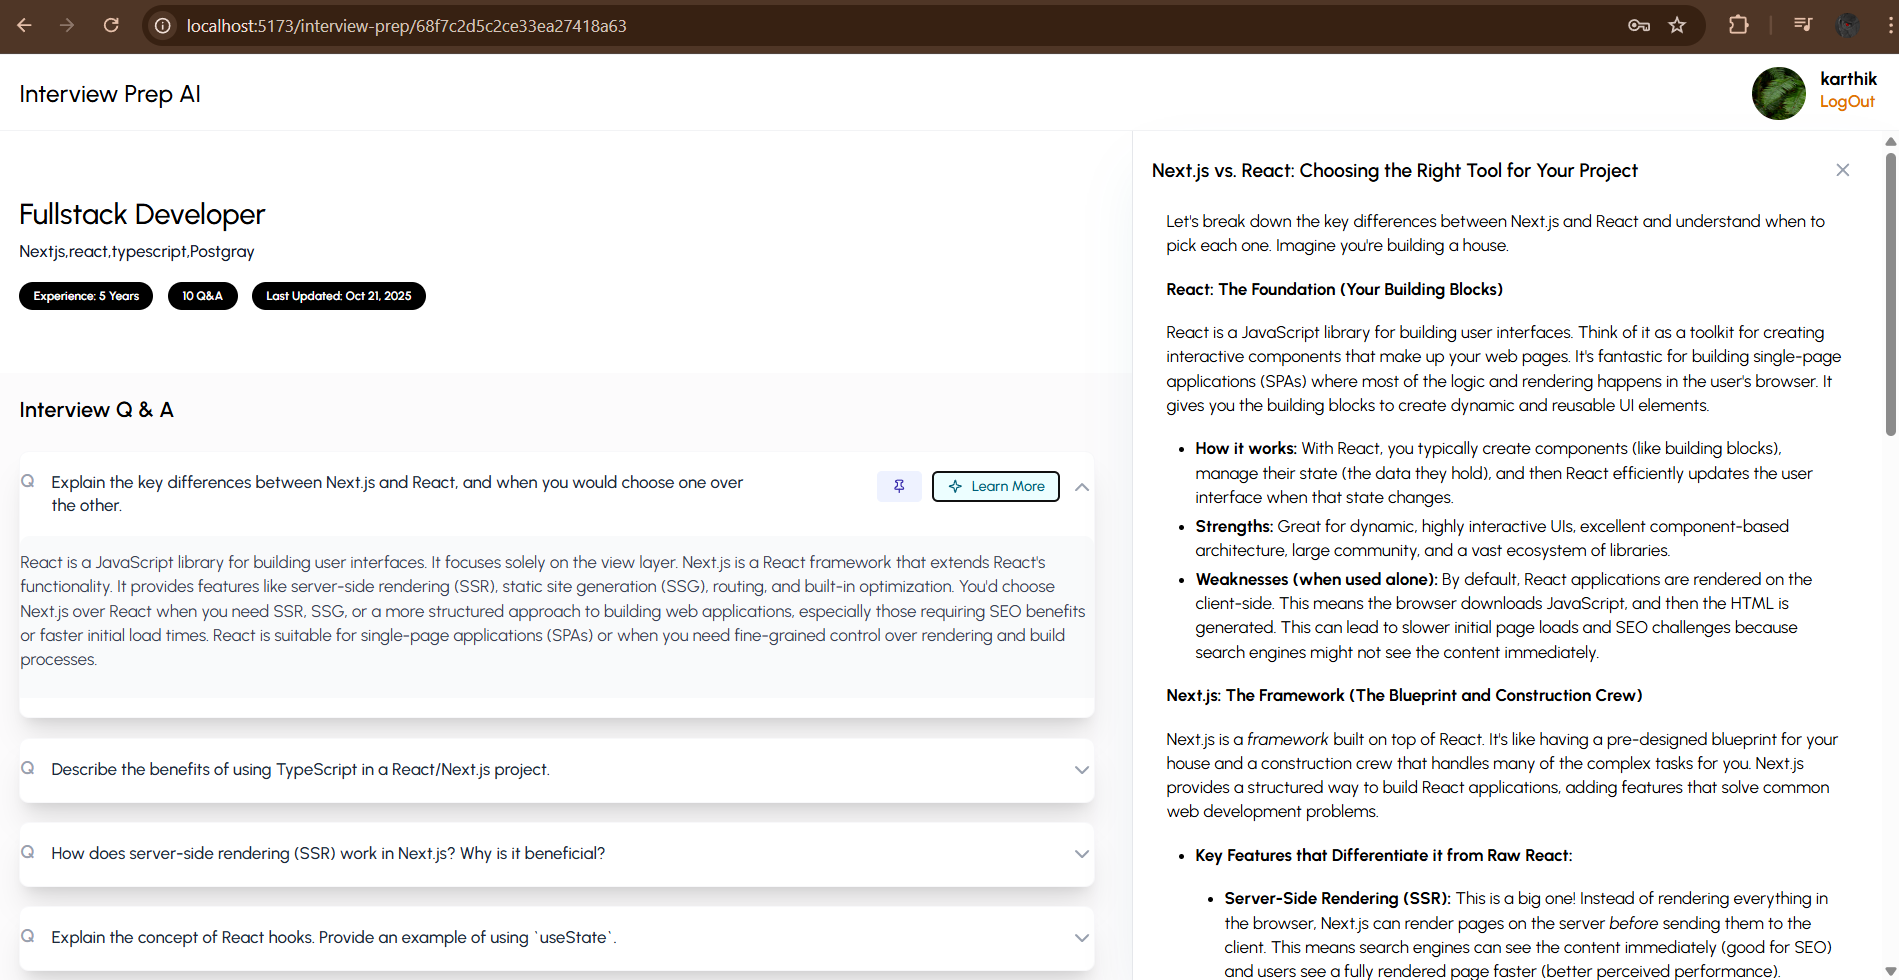 localhost:5173/interview-prep/68f7c2d5c2ce33ea27418a63
Interview Prep AI
karthik
LogOut
Fullstack Developer
Nextjs,react,typescript,Postgray
Experience: 5 Years
10 Q&A
Last Updated: Oct 21, 2025
Interview Q & A
Q
Explain the key differences between Next.js and React, and when you would choose one over
the other.
Learn More
React is a JavaScript library for building user interfaces. It focuses solely on the view layer. Next.js is a React framework that extends React's
functionality. It provides features like server-side rendering (SSR), static site generation (SSG), routing, and built-in optimization. You'd choose
Next.js over React when you need SSR, SSG, or a more structured approach to building web applications, especially those requiring SEO benefits
or faster initial load times. React is suitable for single-page applications (SPAs) or when you need fine-grained control over rendering and build
processes.
Q
Describe the benefits of using TypeScript in a React/Next.js project.
Q
How does server-side rendering (SSR) work in Next.js? Why is it beneficial?
Q
Explain the concept of React hooks. Provide an example of using `useState`.
Next.js vs. React: Choosing the Right Tool for Your Project
Let's break down the key differences between Next.js and React and understand when to
pick each one. Imagine you're building a house.
React: The Foundation (Your Building Blocks)
React is a JavaScript library for building user interfaces. Think of it as a toolkit for creating
interactive components that make up your web pages. It's fantastic for building single-page
applications (SPAs) where most of the logic and rendering happens in the user's browser. It
gives you the building blocks to create dynamic and reusable UI elements.
• How it works: With React, you typically create components (like building blocks),
manage their state (the data they hold), and then React efficiently updates the user
interface when that state changes.
• Strengths: Great for dynamic, highly interactive UIs, excellent component-based
architecture, large community, and a vast ecosystem of libraries.
• Weaknesses (when used alone): By default, React applications are rendered on the
client-side. This means the browser downloads JavaScript, and then the HTML is
generated. This can lead to slower initial page loads and SEO challenges because
search engines might not see the content immediately.
Next.js: The Framework (The Blueprint and Construction Crew)
Next.js is a framework built on top of React. It's like having a pre-designed blueprint for your
house and a construction crew that handles many of the complex tasks for you. Next.js
provides a structured way to build React applications, adding features that solve common
web development problems.
• Key Features that Differentiate it from Raw React:
• Server-Side Rendering (SSR): This is a big one! Instead of rendering everything in
the browser, Next.js can render pages on the server before sending them to the
client. This means search engines can see the content immediately (good for SEO)
and users see a fully rendered page faster (better perceived performance).